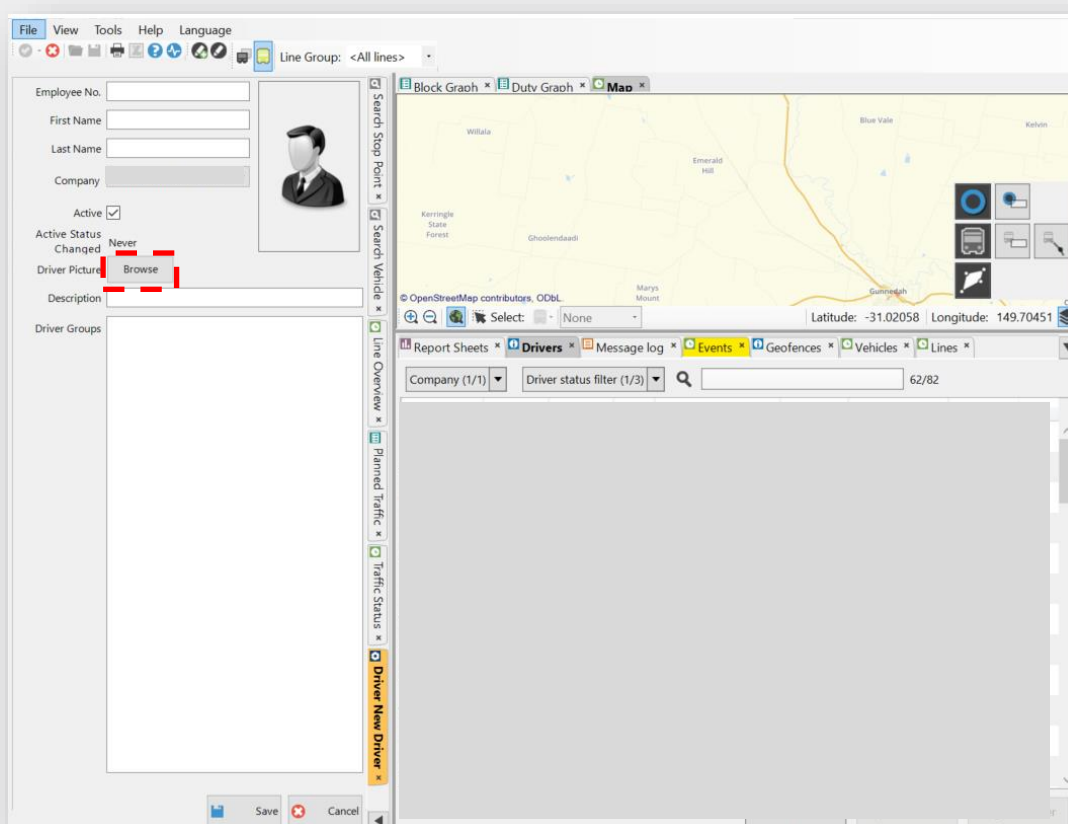 File View Tools Help Language
Line Group: <All lines>
Employee No.
First Name
Last Name
Company
Active
Active Status
Changed
Never
Driver Picture
Browse
Description
Driver Groups
Save
Cancel
Search Stop Point ×
Search Vehicle ×
Line Overview ×
Planned Traffic ×
Traffic Status ×
Driver New Driver ×
Block Graph × Duty Graph × Map ×
Willala
Blue Vale
Kelvin
Emerald
Hill
Kerringle
State
Forest
Ghoolendaadi
Marys
Mount
Gunnedah
© OpenStreetMap contributors, ODbL.
Select: None
Latitude: -31.02058 Longitude: 149.70451
Report Sheets × Drivers × Message log × Events × Geofences × Vehicles × Lines ×
Company (1/1) Driver status filter (1/3) 62/82